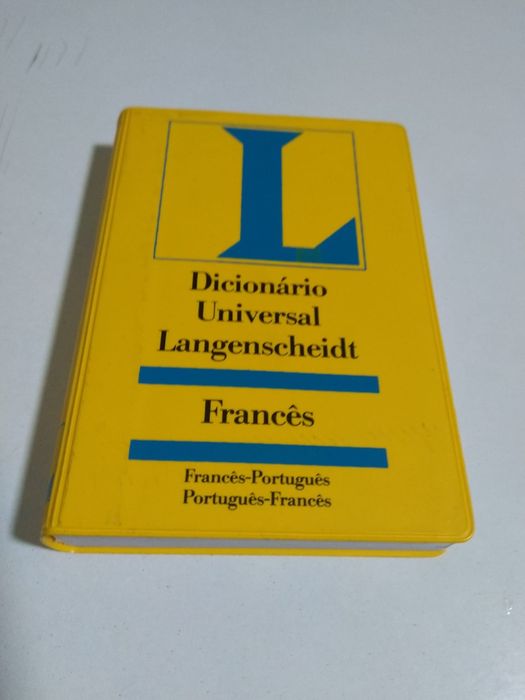 L
Dicionário
Universal
Langenscheidt
Francês
Francês-Português
Português-Francês